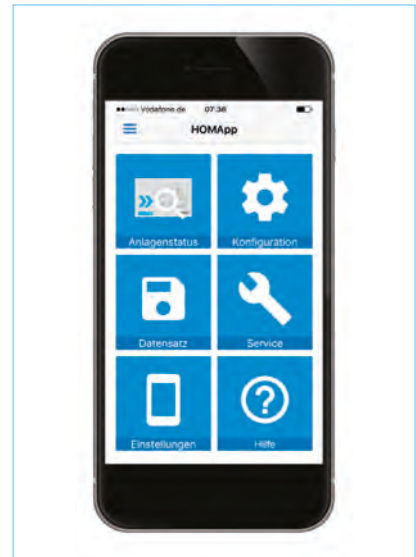 Vodafone.de 07:36
HOMApp
Anlagenstatus Konfiguration
Datensatz Service
Einstellungen Hilfe